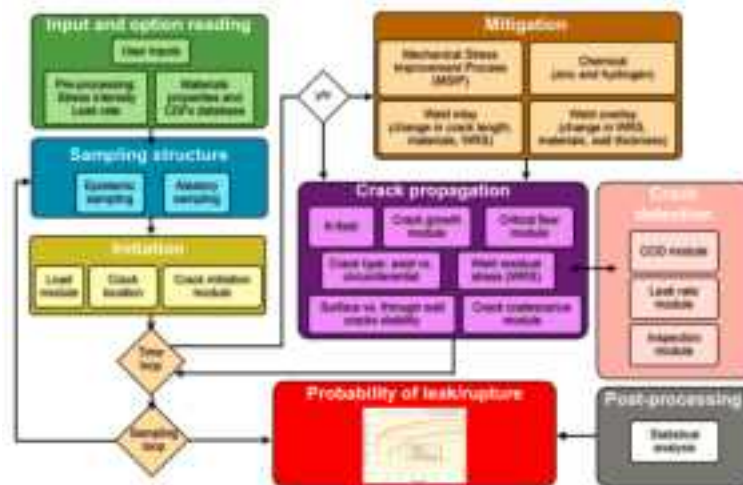 Input and option reading
User inputs
Pre-processing:
Stress intensity
Leak rate
Materials
properties and
database
Sampling structure
Epistemic
sampling
Aleatory
sampling
Initiation
Load
module
Crack
location
Crack initiation
module
Time
loop
Sampling
loop
Mitigation
Mechanical Stress
Improvement Process
(MSIP)
Chemical
(zinc and hydrogen)
Weld inlay
(change in crack length,
materials, WRS)
Weld overlay
(change in WRS,
materials, wall thickness)
Crack propagation
Crack growth
module
Critical flaw
module
Crack type: axial vs.
circumferential
Weld residual
stress (WRS)
Surface vs. through wall
cracks stability
Crack coalescence
module
Crack
detection
COD module
Leak rate
module
Inspection
module
Probability of leak/rupture
Post-processing
Statistical
analysis